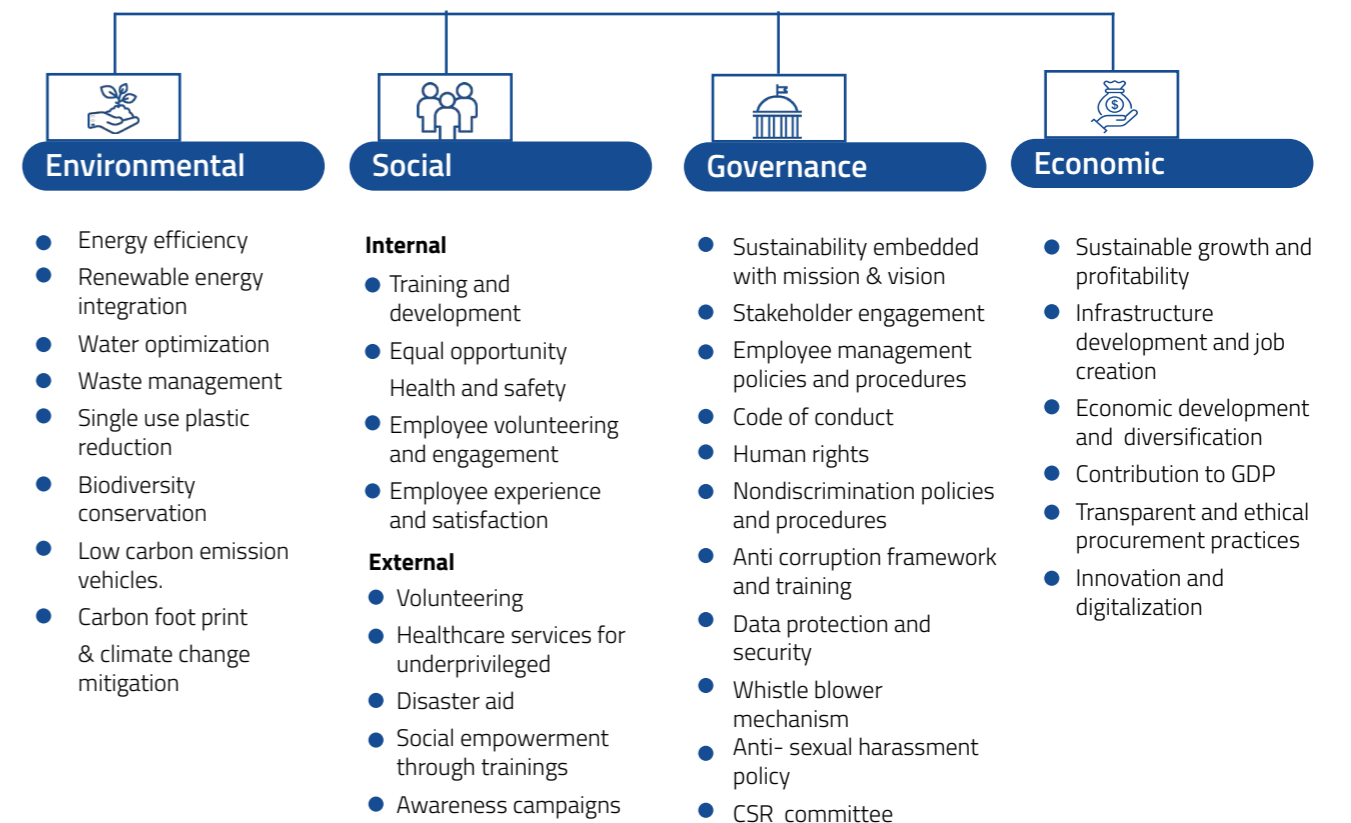 Environmental
Energy efficiency
Renewable energy
integration
Water optimization
Waste management
Single use plastic
reduction
Biodiversity
conservation
Low carbon emission
vehicles.
Carbon foot print
& climate change
mitigation
Social
Internal
Training and
development
Equal opportunity
Health and safety
Employee volunteering
and engagement
Employee experience
and satisfaction
External
Volunteering
Healthcare services for
underprivileged
Disaster aid
Social empowerment
through trainings
Awareness campaigns
Governance
Sustainability embedded
with mission & vision
Stakeholder engagement
Employee management
policies and procedures
Code of conduct
Human rights
Nondiscrimination policies
and procedures
Anti corruption framework
and training
Data protection and
security
Whistle blower
mechanism
Anti- sexual harassment
policy
CSR  committee
$
Economic
Sustainable growth and
profitability
Infrastructure
development and job
creation
Economic development
and  diversification
Contribution to GDP
Transparent and ethical
procurement practices
Innovation and
digitalization